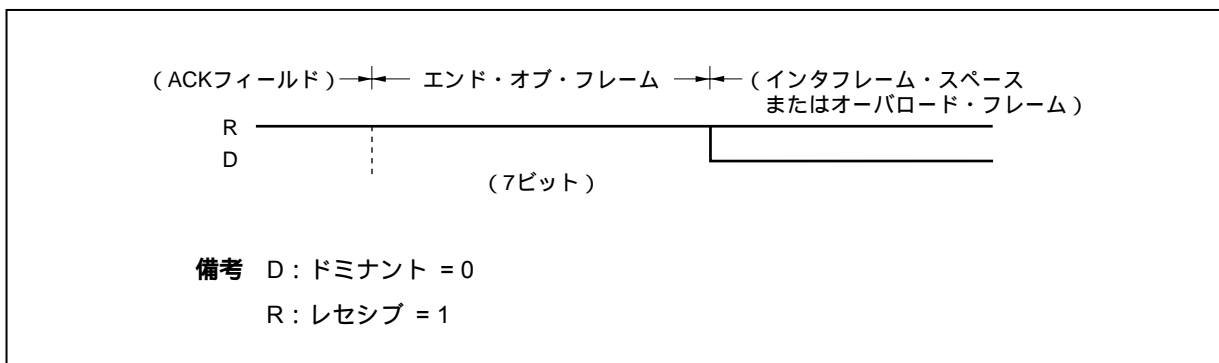 （ACKフィールド） エンド・オブ・フレーム （インタフレーム・スペース
またはオーバロード・フレーム）
R
D
（7ビット）
備考 D：ドミナント = 0
R：レセシブ = 1